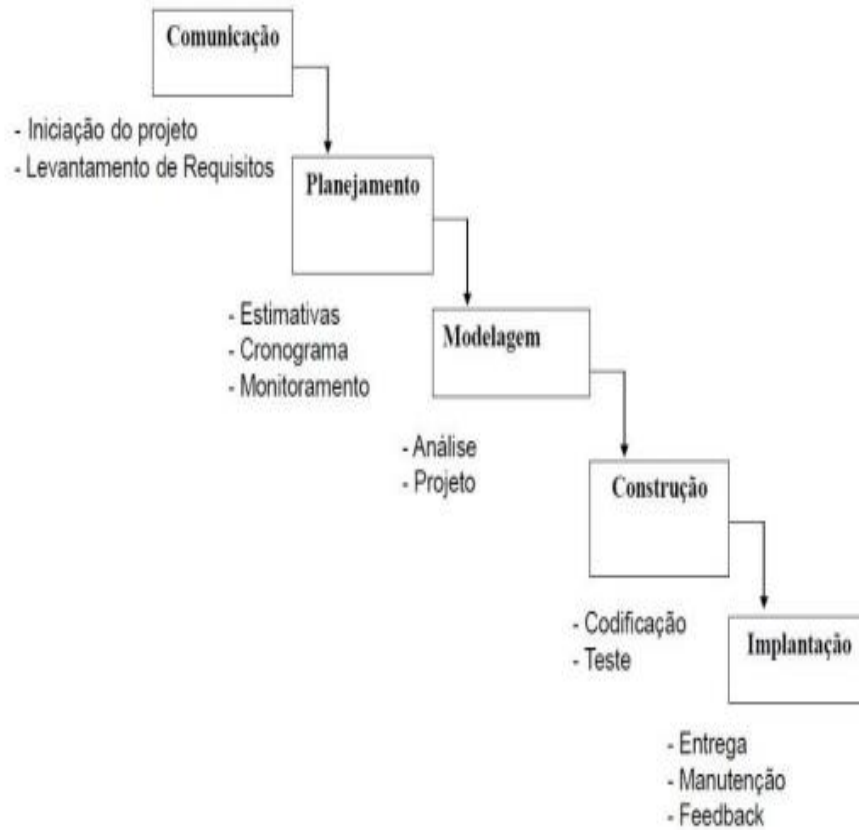 Comunicação
- Iniciação do projeto
- Levantamento de Requisitos
Planejamento
- Estimativas
- Cronograma
- Monitoramento
Modelagem
- Análise
- Projeto
Construção
- Codificação
- Teste
Implantação
- Entrega
- Manutenção
- Feedback